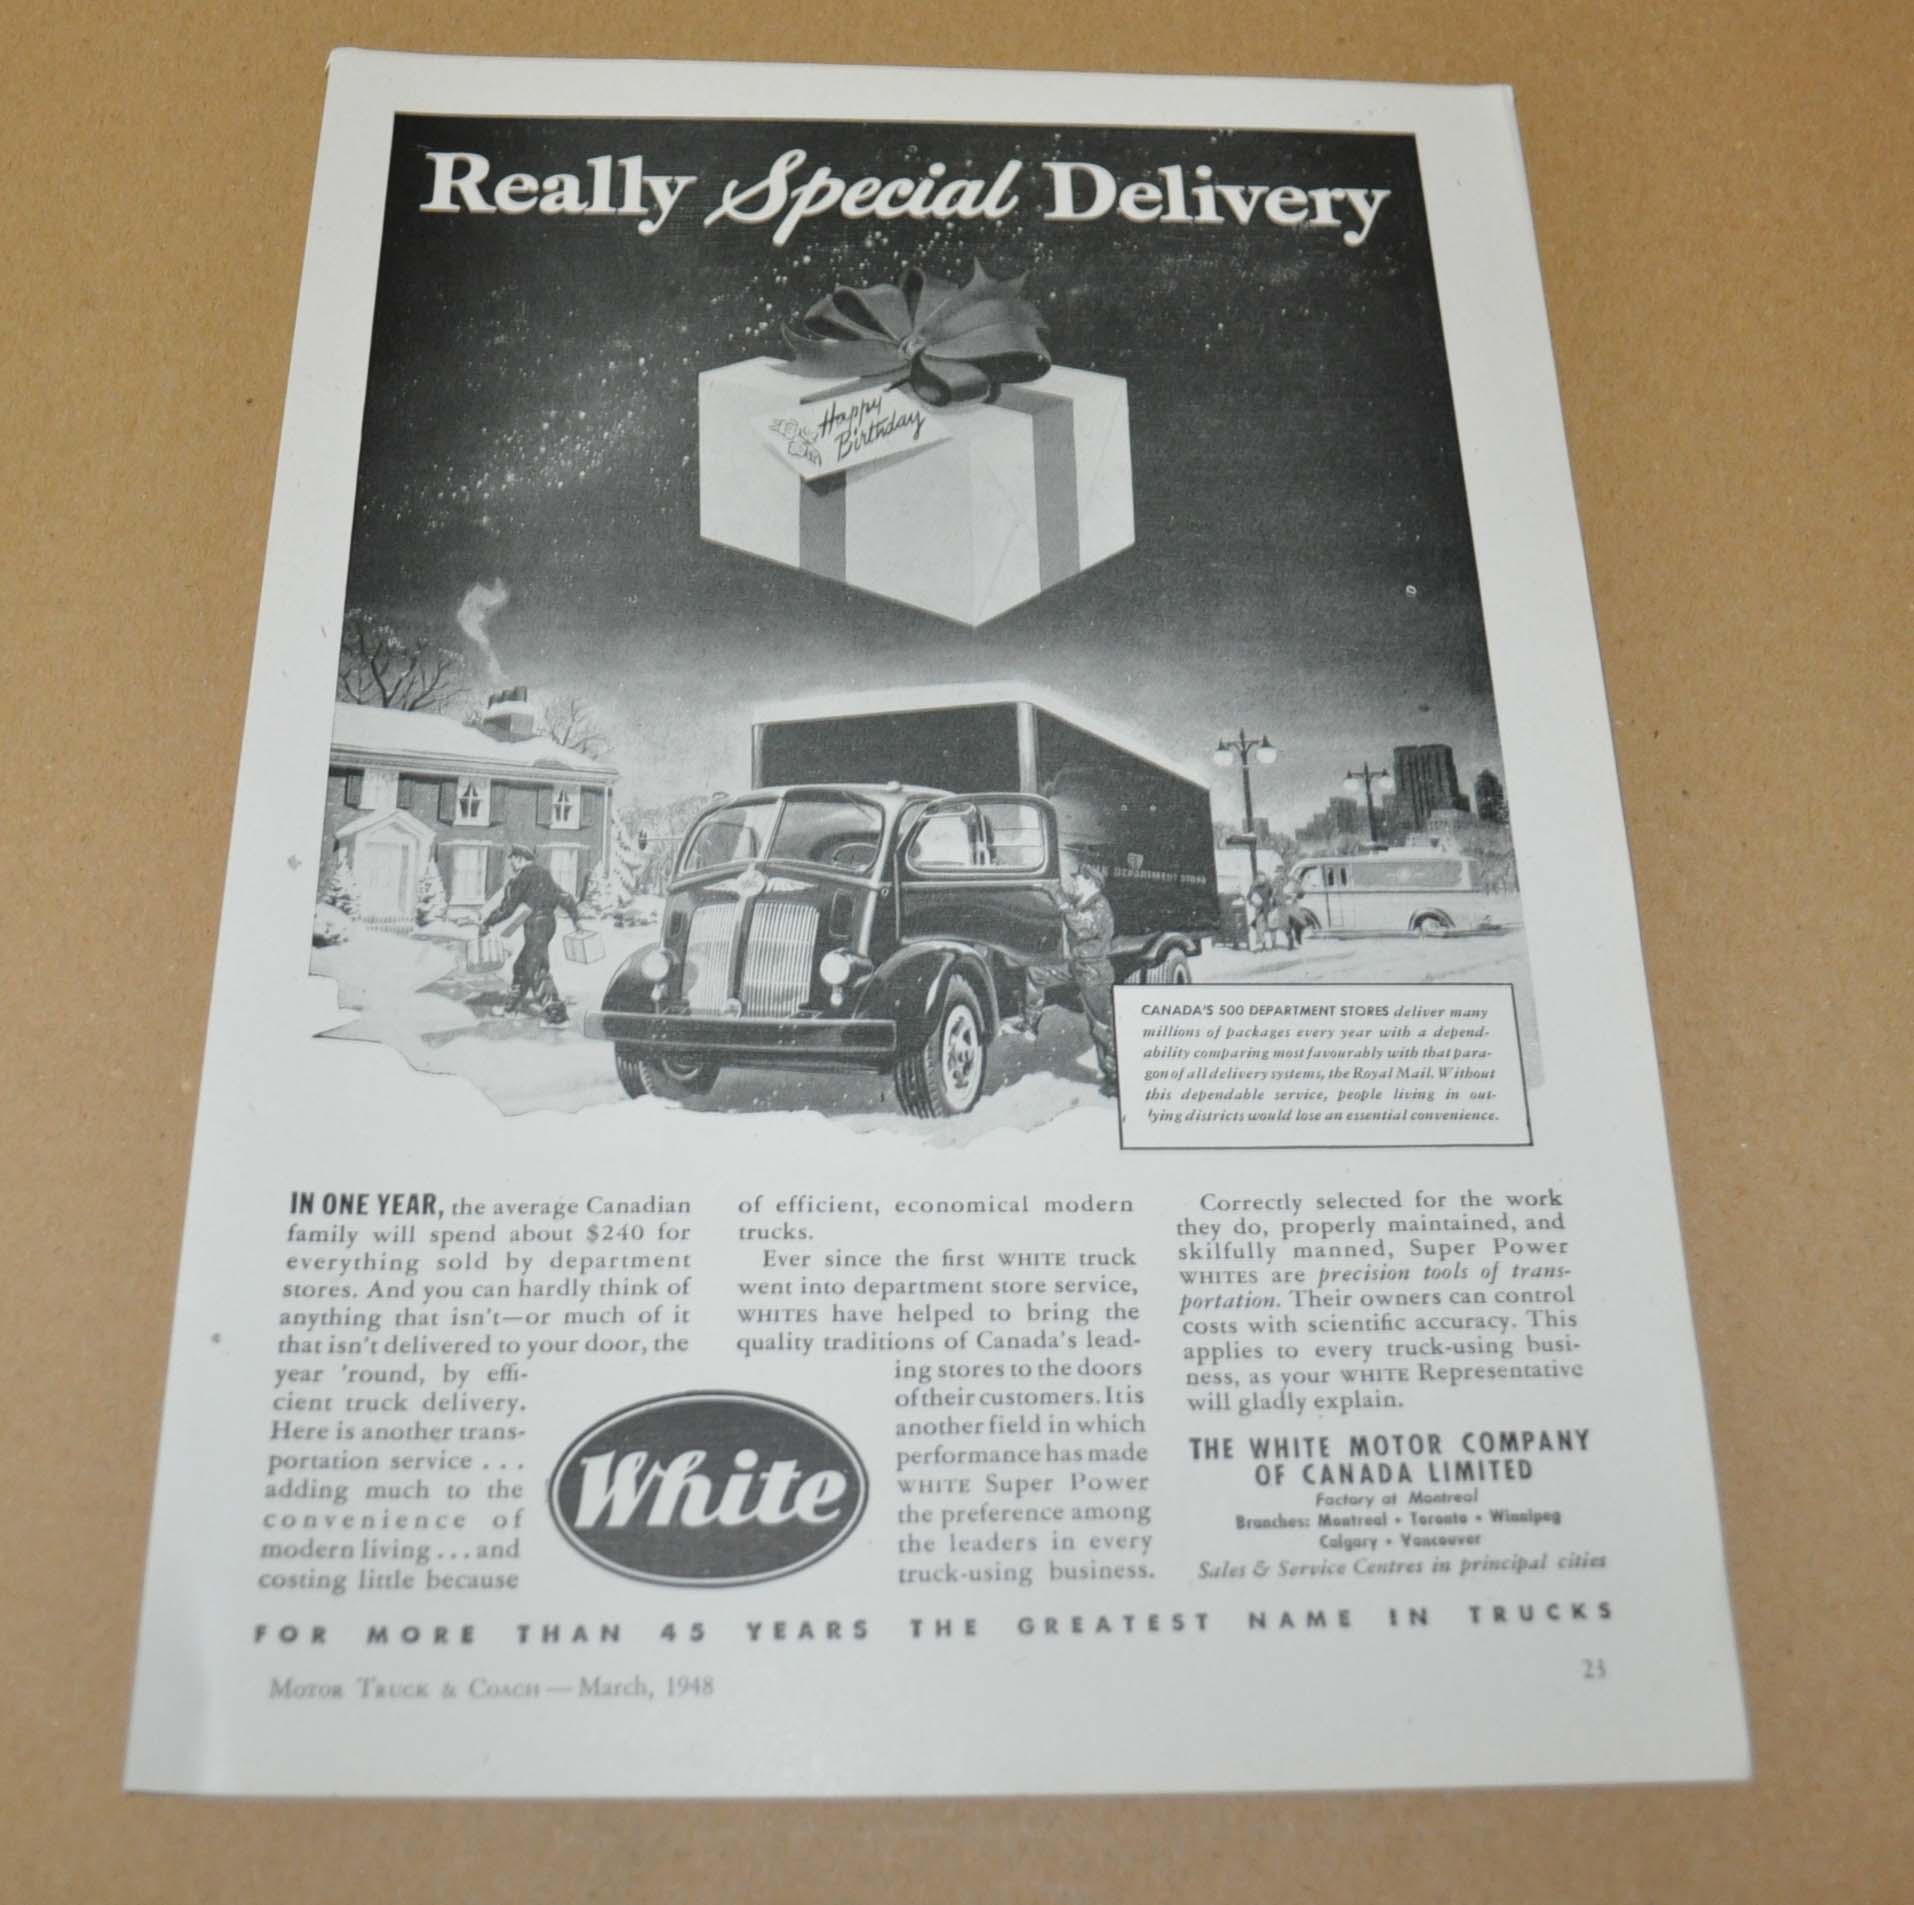 Really Special Delivery
Happy
Birthday
DEPARTMENT STORE
CANADA'S 500 DEPARTMENT STORES deliver many
millions of packages every year with a depend-
ability comparing most favourably with that para-
gon of all delivery systems, the Royal Mail. Without
this dependable service, people living in out-
lying districts would lose an essential convenience.
IN ONE YEAR, the average Canadian
family will spend about $240 for
everything sold by department
stores. And you can hardly think of
anything that isn't—or much of it
that isn't delivered to your door, the
year 'round, by effi-
cient truck delivery.
Here is another trans-
portation service . . .
adding much to the
convenience of
modern living . . . and
costing little because
White
of efficient, economical modern
trucks.
Ever since the first WHITE truck
went into department store service,
WHITES have helped to bring the
quality traditions of Canada's lead-
ing stores to the doors
of their customers. It is
another field in which
performance has made
WHITE Super Power
the preference among
the leaders in every
truck-using business.
Correctly selected for the work
they do, properly maintained, and
skilfully manned, Super Power
WHITES are precision tools of trans-
portation. Their owners can control
costs with scientific accuracy. This
applies to every truck-using busi-
ness, as your WHITE Representative
will gladly explain.
THE WHITE MOTOR COMPANY
OF CANADA LIMITED
Factory at Montreal
Branches: Montreal • Toronto • Winnipeg
Calgary • Vancouver
Sales & Service Centres in principal cities
FOR MORE THAN 45 YEARS THE GREATEST NAME IN TRUCKS
MOTOR TRUCK & COACH — March, 1948
23